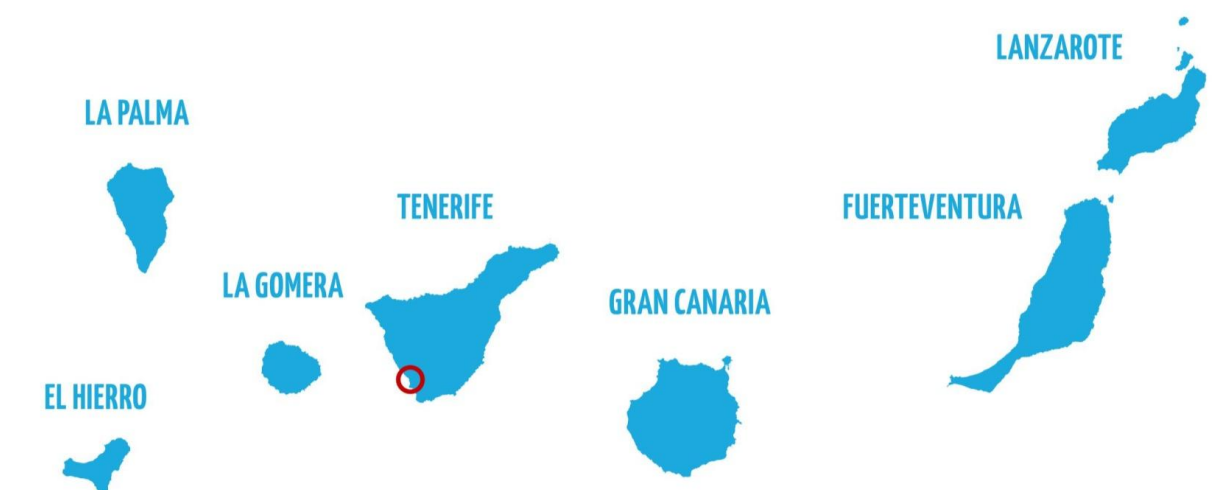 LANZAROTE
LA PALMA
TENERIFE
FUERTEVENTURA
LA GOMERA
GRAN CANARIA
EL HIERRO